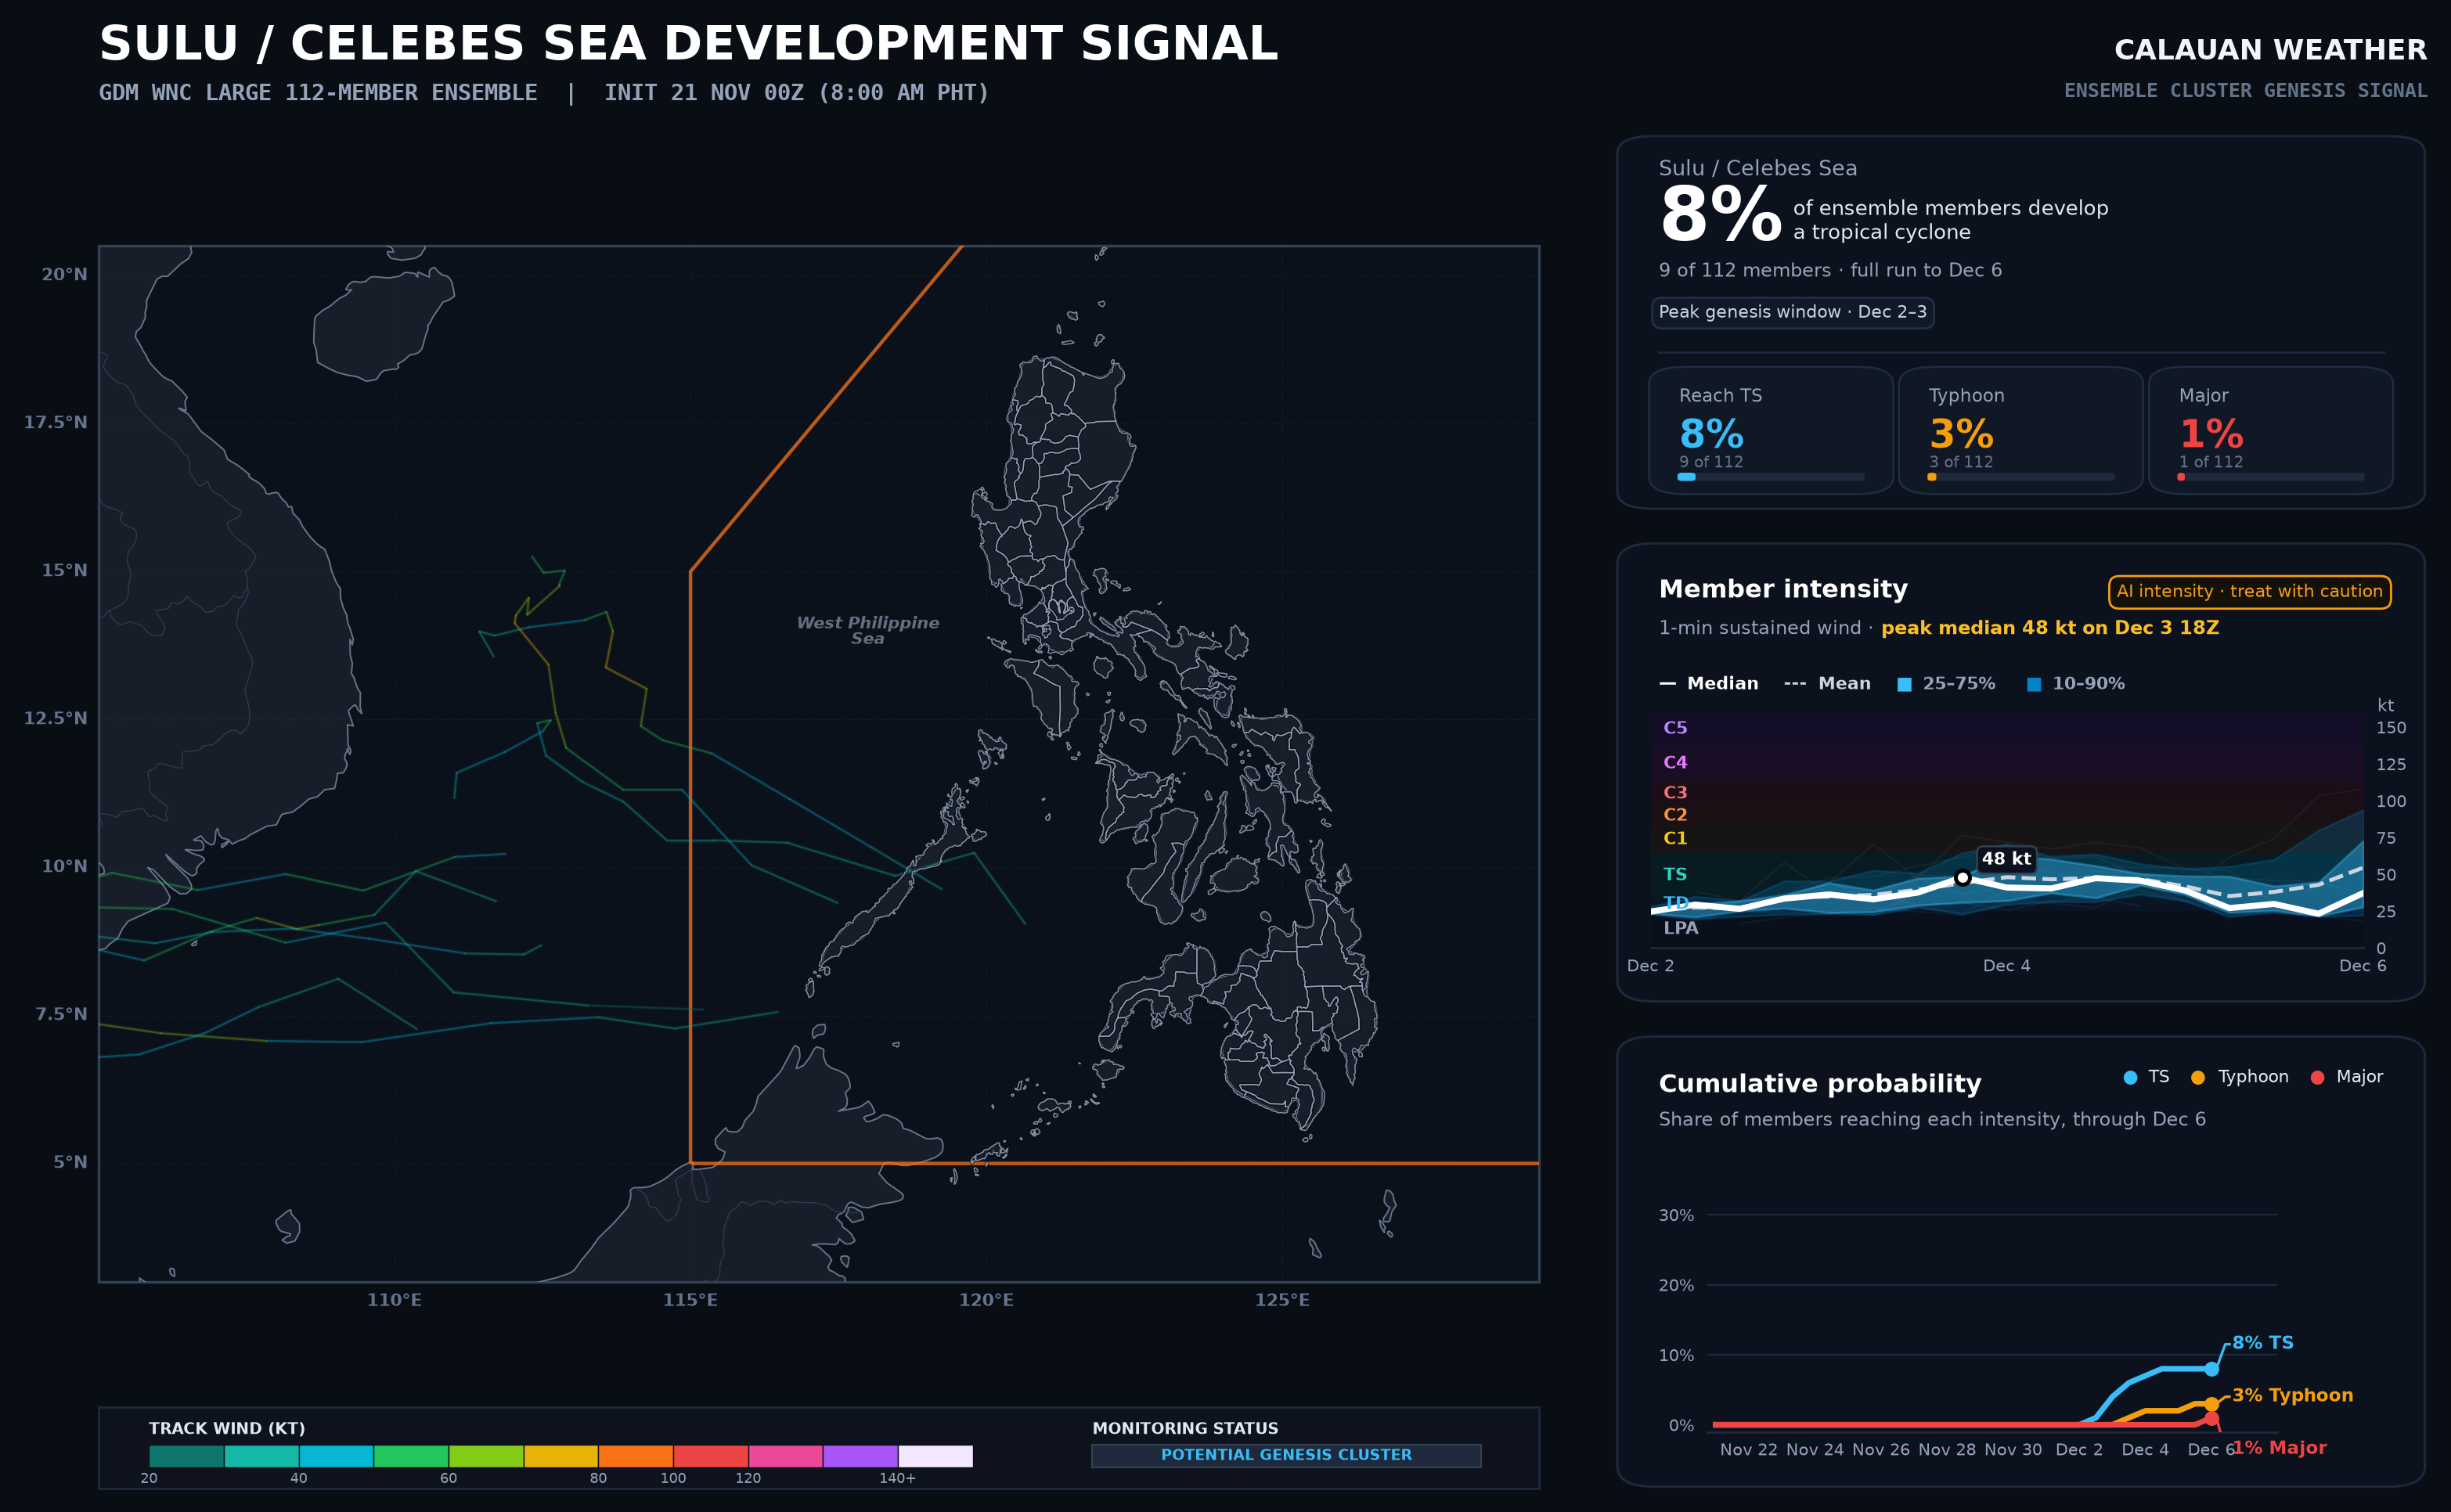 SULU / CELEBES SEA DEVELOPMENT SIGNAL
GDM WNC LARGE 112-MEMBER ENSEMBLE | INIT 21 NOV 00Z (8:00 AM PHT)
CALAUAN WEATHER
ENSEMBLE CLUSTER GENESIS SIGNAL
20°N
17.5°N
15°N
12.5°N
10°N
7.5°N
5°N
West Philippine
Sea
110°E 115°E 120°E 125°E
TRACK WIND (KT)
20 40 60 80 100 120 140+
MONITORING STATUS
POTENTIAL GENESIS CLUSTER
Sulu / Celebes Sea
8% of ensemble members develop
a tropical cyclone
9 of 112 members · full run to Dec 6
Peak genesis window · Dec 2–3
Reach TS
8%
9 of 112
Typhoon
3%
3 of 112
Major
1%
1 of 112
Member intensity
AI intensity · treat with caution
1-min sustained wind · peak median 48 kt on Dec 3 18Z
Median Mean 25–75% 10–90%
kt
C5
C4
C3
C2
C1
TS
TD
LPA
48 kt
150
125
100
75
50
25
0
Dec 2 Dec 4 Dec 6
Cumulative probability
TS Typhoon Major
Share of members reaching each intensity, through Dec 6
30%
20%
10%
0%
8% TS
3% Typhoon
1% Major
Nov 22 Nov 24 Nov 26 Nov 28 Nov 30 Dec 2 Dec 4 Dec 6